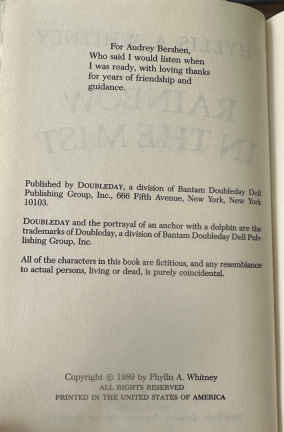 For Audrey Bershen,
Who said I would listen when
I was ready, with loving thanks
for years of friendship and
guidance.
Published by DOUBLEDAY, a division of Bantam Doubleday Dell
Publishing Group, Inc., 666 Fifth Avenue, New York, New York
10103.
DOUBLEDAY and the portrayal of an anchor with a dolphin are the
trademarks of Doubleday, a division of Bantam Doubleday Dell Pub-
lishing Group, Inc.
All of the characters in this book are fictitious, and any resemblance
to actual persons, living or dead, is purely coincidental.
Copyright © 1989 by Phyllis A. Whitney
ALL RIGHTS RESERVED
PRINTED IN THE UNITED STATES OF AMERICA